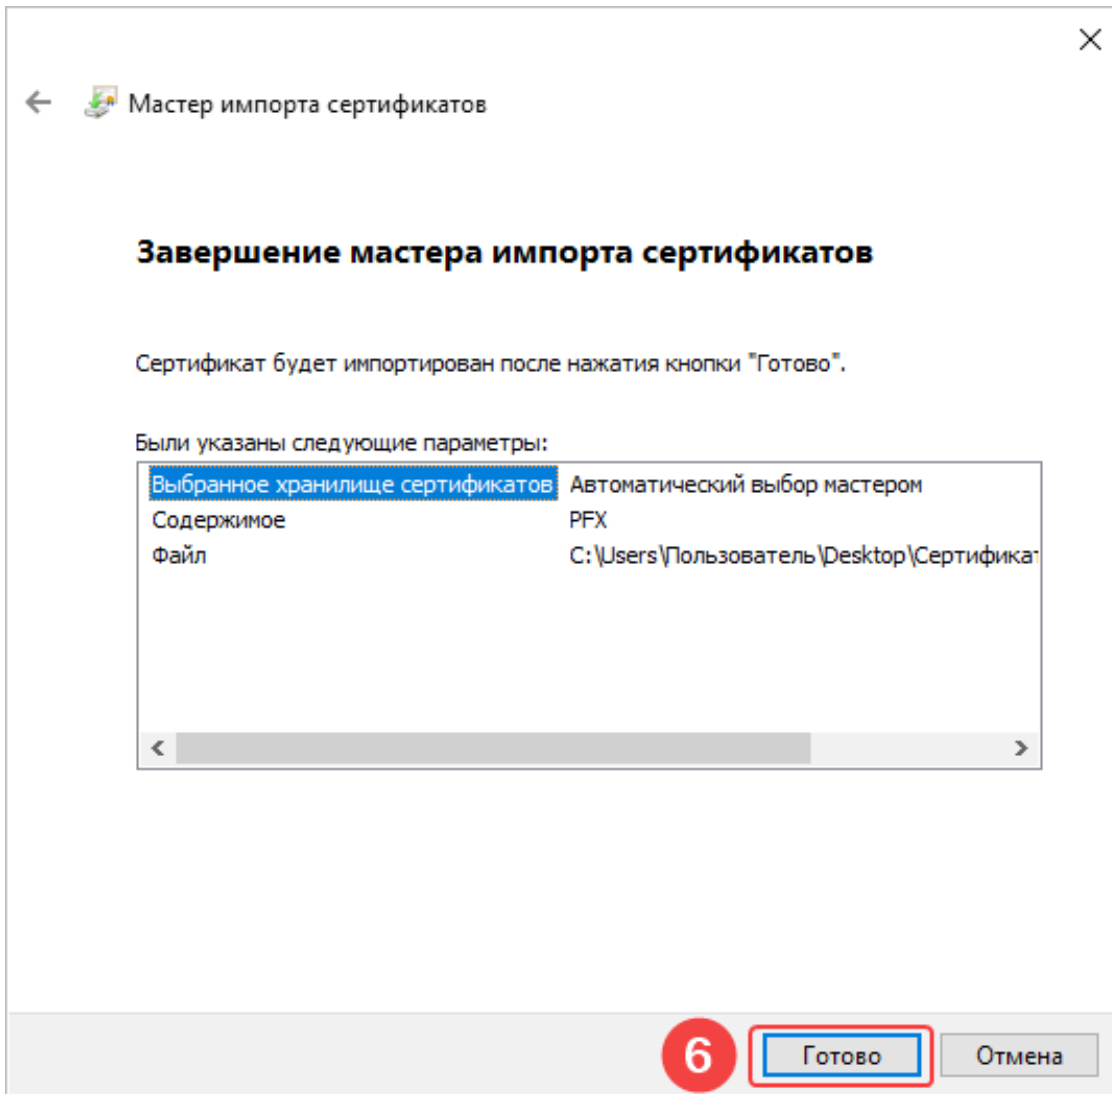 Мастер импорта сертификатов
Завершение мастера импорта сертификатов
Сертификат будет импортирован после нажатия кнопки "Готово".
Были указаны следующие параметры:
Выбранное хранилище сертификатов Автоматический выбор мастером
Содержимое PFX
Файл C:\Users\Пользователь\Desktop\Сертификат
6 Готово Отмена